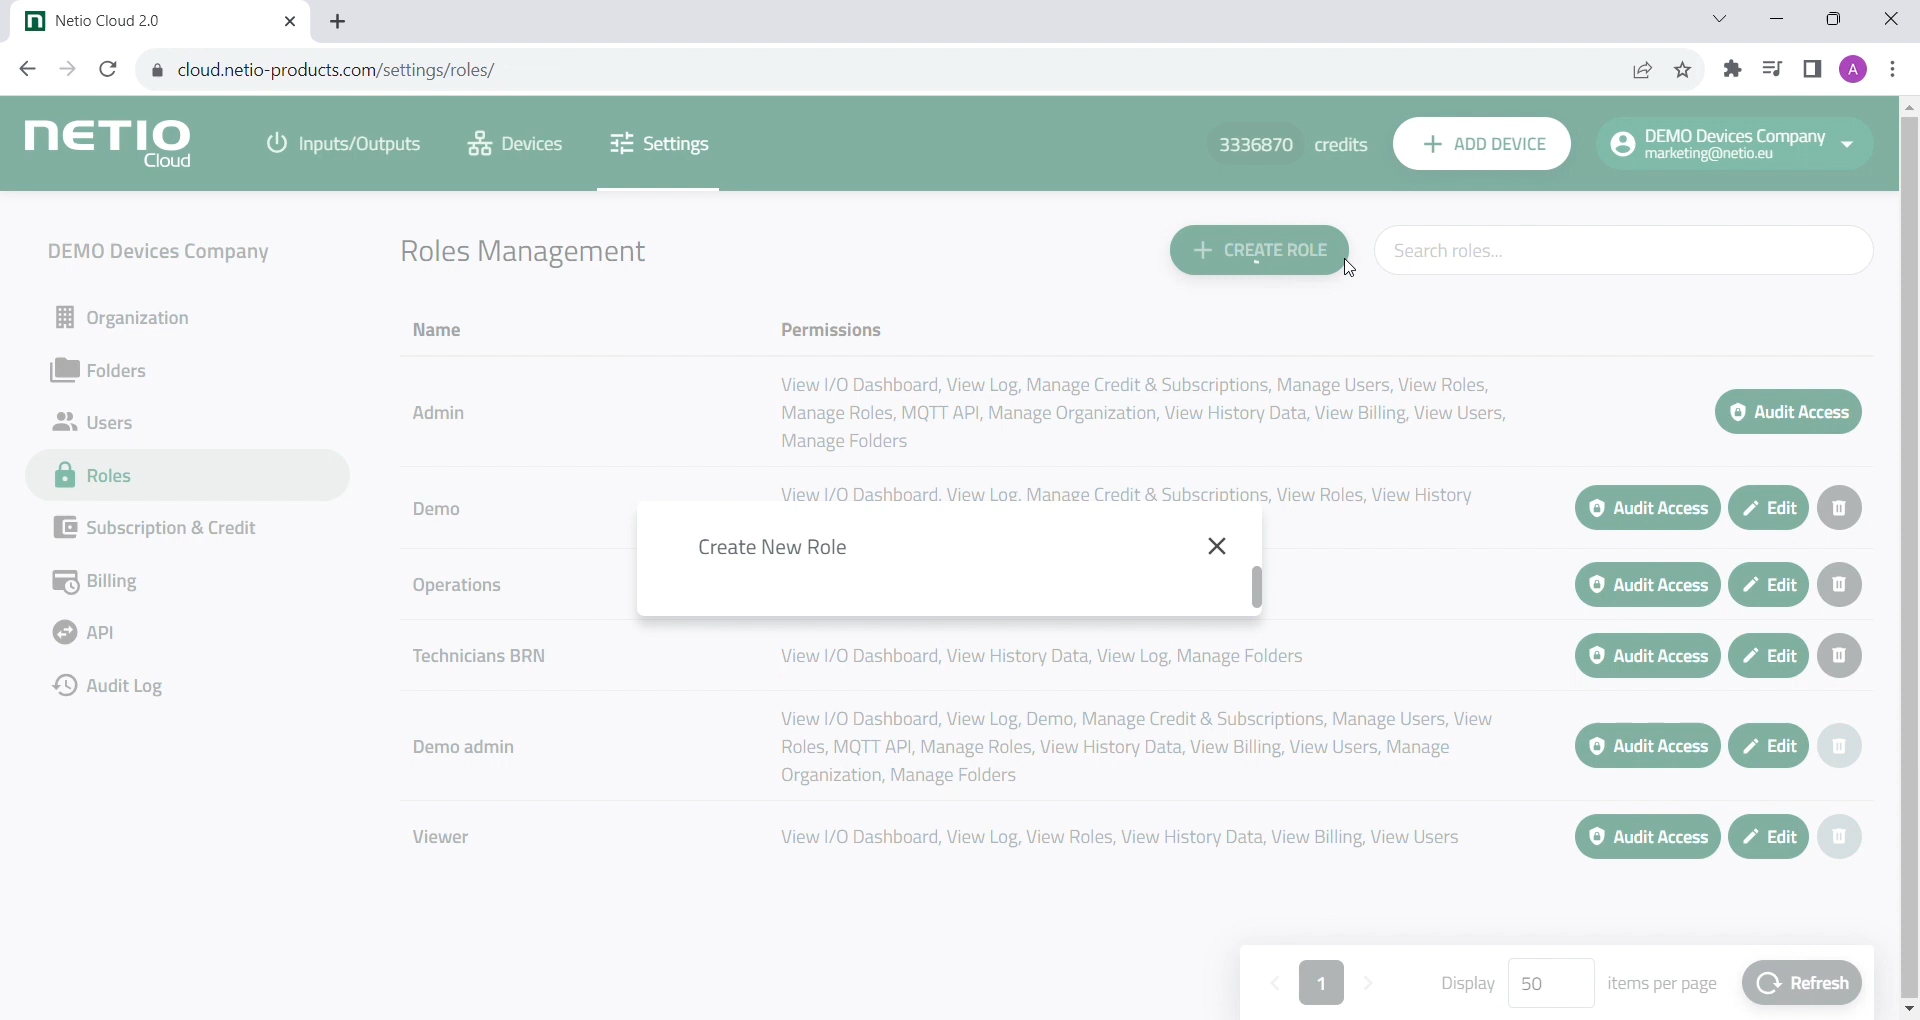 Netio Cloud 2.0
cloud.netio-products.com/settings/roles/
A
NETIO
Cloud
Inputs/Outputs
Devices
Settings
3336870 credits
ADD DEVICE
DEMO Devices Company
marketing@netio.eu
DEMO Devices Company
Organization
Folders
Users
Roles
Subscription & Credit
Billing
API
Audit Log
Roles Management
CREATE ROLE
Search roles...
Name
Permissions
Admin
View I/O Dashboard, View Log, Manage Credit & Subscriptions, Manage Users, View Roles,
Manage Roles, MQTT API, Manage Organization, View History Data, View Billing, View Users,
Manage Folders
Audit Access
Demo
View I/O Dashboard, View Log, Manage Credit & Subscriptions, View Roles, View History
Audit Access
Edit
Create New Role
Operations
Audit Access
Edit
Technicians BRN
View I/O Dashboard, View History Data, View Log, Manage Folders
Audit Access
Edit
Demo admin
View I/O Dashboard, View Log, Demo, Manage Credit & Subscriptions, Manage Users, View
Roles, MQTT API, Manage Roles, View History Data, View Billing, View Users, Manage
Organization, Manage Folders
Audit Access
Edit
Viewer
View I/O Dashboard, View Log, View Roles, View History Data, View Billing, View Users
Audit Access
Edit
1
Display 50 items per page
Refresh